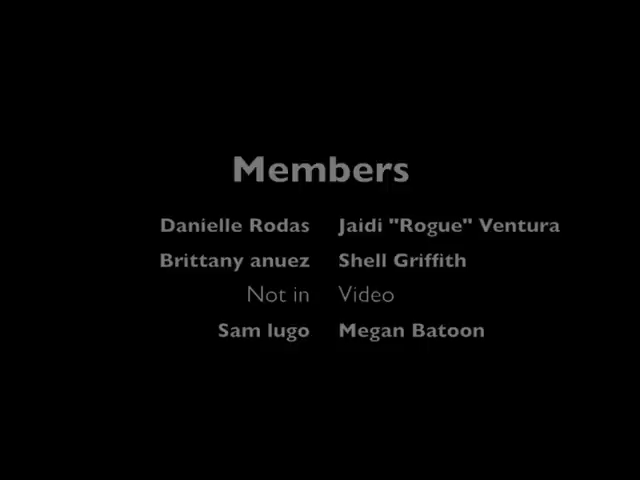 Members
Danielle Rodas Jaidi "Rogue" Ventura
Brittany anuez Shell Griffith
Not in Video
Sam lugo Megan Batoon